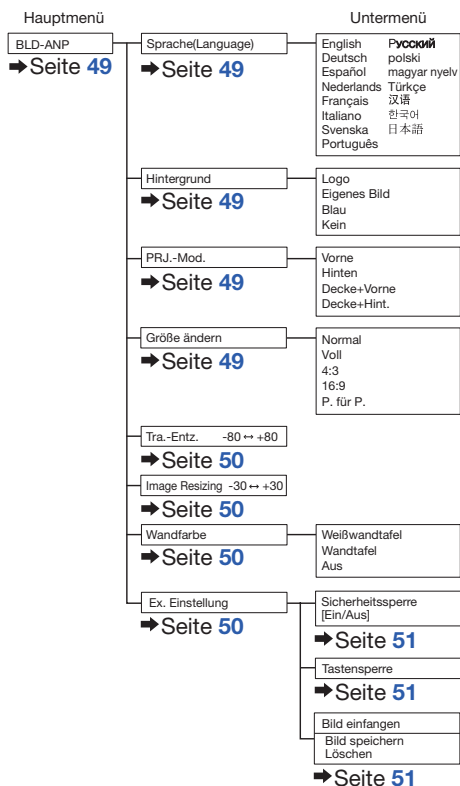 Hauptmenü Untermenü
BLD-ANP
➡Seite 49
Sprache(Language)
➡Seite 49
English Русский
Deutsch polski
Español magyar nyelv
Nederlands Türkçe
Français 汉语
Italiano 한국어
Svenska 日本語
Português
Hintergrund
➡Seite 49
Logo
Eigenes Bild
Blau
Kein
PRJ.-Mod.
➡Seite 49
Vorne
Hinten
Decke+Vorne
Decke+Hint.
Größe ändern
➡Seite 49
Normal
Voll
4:3
16:9
P. für P.
Tra.-Entz. -80 ↔ +80
➡Seite 50
Image Resizing -30 ↔ +30
➡Seite 50
Wandfarbe
➡Seite 50
Weißwandtafel
Wandtafel
Aus
Ex. Einstellung
➡Seite 50
Sicherheitssperre
[Ein/Aus]
➡Seite 51
Tastensperre
➡Seite 51
Bild einfangen
Bild speichern
Löschen
➡Seite 51